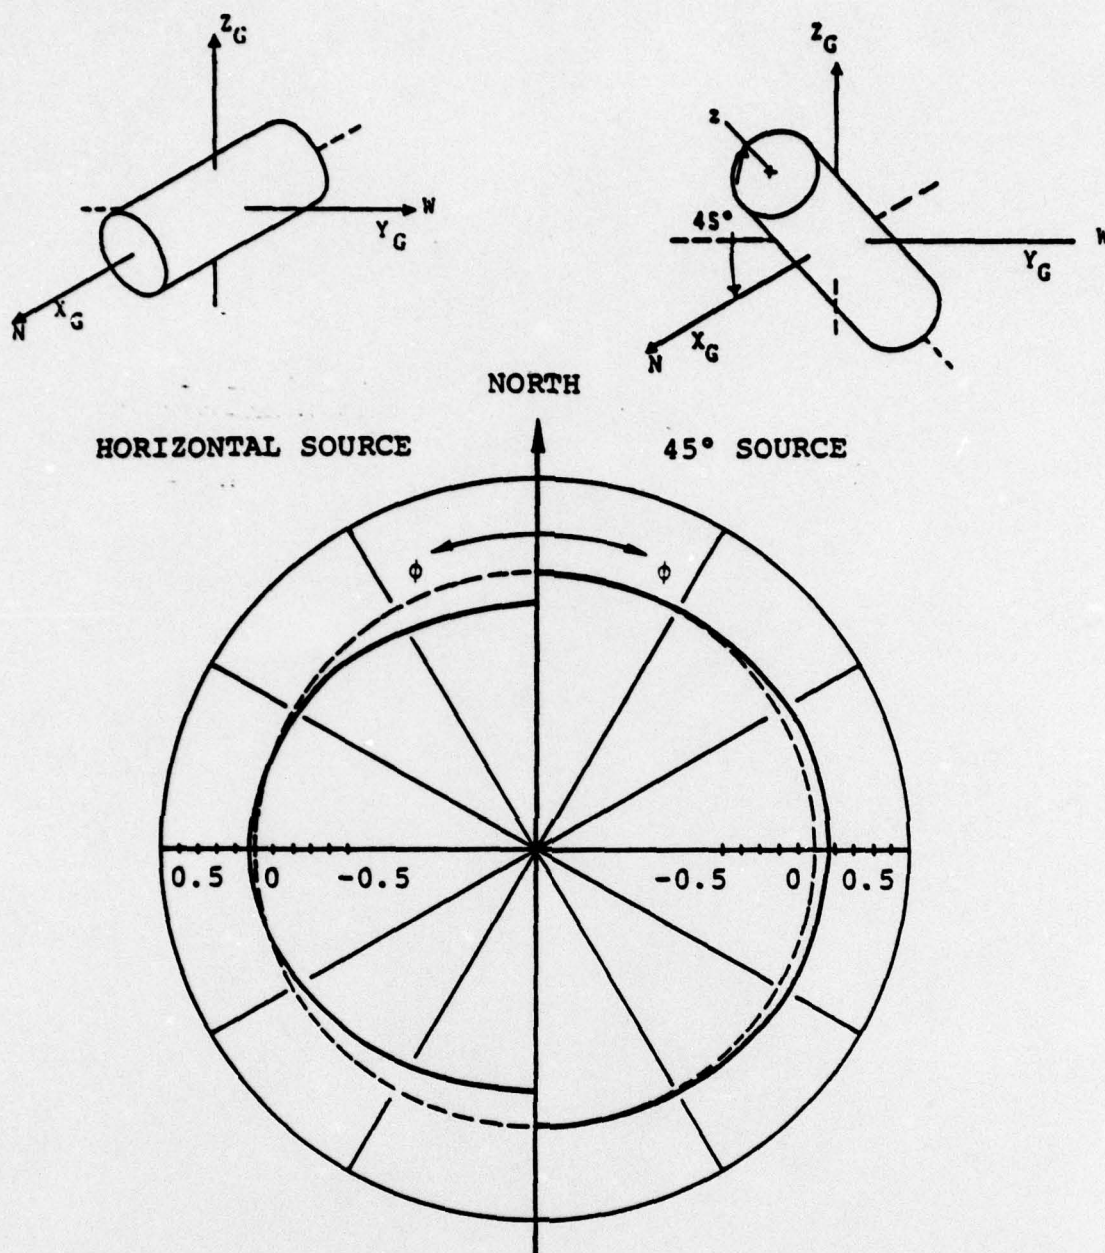 Z_G
W
Y_G
X_G
N
Z_G
z
45°
W
Y_G
X_G
N
NORTH
HORIZONTAL SOURCE
45° SOURCE
ϕ
ϕ
0.5
0
-0.5
-0.5
0
0.5